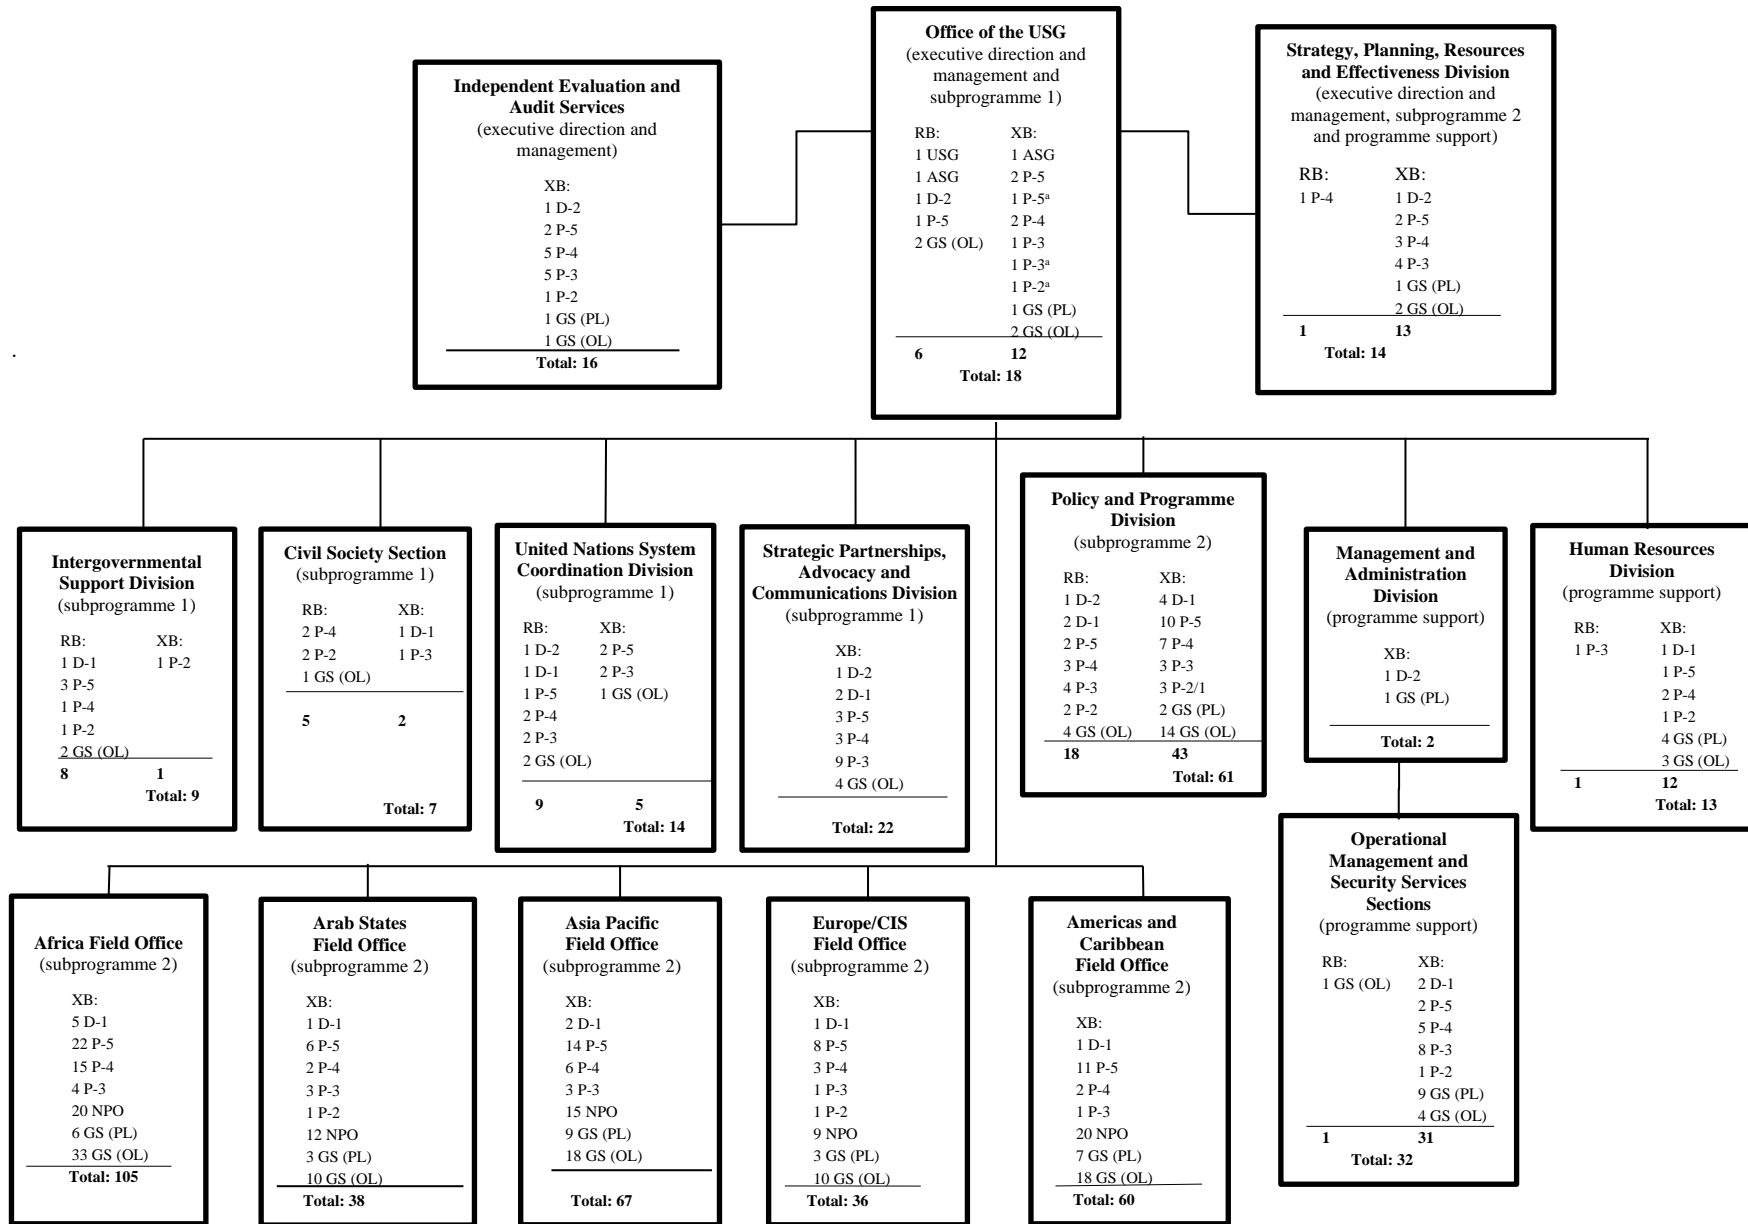 Independent Evaluation and
Audit Services
(executive direction and
management)
XB:
1 D-2
2 P-5
5 P-4
5 P-3
1 P-2
1 GS (PL)
1 GS (OL)
Total: 16
Office of the USG
(executive direction and
management and
subprogramme 1)
RB: XB:
1 USG 1 ASG
1 ASG 2 P-5
1 D-2 1 P-5ᵃ
1 P-5 2 P-4
2 GS (OL) 1 P-3
1 P-3ᵃ
1 P-2ᵃ
1 GS (PL)
2 GS (OL)
6 12
Total: 18
Strategy, Planning, Resources
and Effectiveness Division
(executive direction and
management, subprogramme 2
and programme support)
RB: XB:
1 P-4 1 D-2
2 P-5
3 P-4
4 P-3
1 GS (PL)
2 GS (OL)
1 13
Total: 14
.
Intergovernmental
Support Division
(subprogramme 1)
RB: XB:
1 D-1 1 P-2
3 P-5
1 P-4
1 P-2
2 GS (OL)
8 1
Total: 9
Civil Society Section
(subprogramme 1)
RB: XB:
2 P-4 1 D-1
2 P-2 1 P-3
1 GS (OL)
5 2
Total: 7
United Nations System
Coordination Division
(subprogramme 1)
RB: XB:
1 D-2 2 P-5
1 D-1 2 P-3
1 P-5 1 GS (OL)
2 P-4
2 P-3
2 GS (OL)
9 5
Total: 14
Strategic Partnerships,
Advocacy and
Communications Division
(subprogramme 1)
XB:
1 D-2
2 D-1
3 P-5
3 P-4
9 P-3
4 GS (OL)
Total: 22
Policy and Programme
Division
(subprogramme 2)
RB: XB:
1 D-2 4 D-1
2 D-1 10 P-5
2 P-5 7 P-4
3 P-4 3 P-3
4 P-3 3 P-2/1
2 P-2 2 GS (PL)
4 GS (OL) 14 GS (OL)
18 43
Total: 61
Management and
Administration
Division
(programme support)
XB:
1 D-2
1 GS (PL)
Total: 2
Human Resources
Division
(programme support)
RB: XB:
1 P-3 1 D-1
1 P-5
2 P-4
1 P-2
4 GS (PL)
3 GS (OL)
1 12
Total: 13
Africa Field Office
(subprogramme 2)
XB:
5 D-1
22 P-5
15 P-4
4 P-3
20 NPO
6 GS (PL)
33 GS (OL)
Total: 105
Arab States
Field Office
(subprogramme 2)
XB:
1 D-1
6 P-5
2 P-4
3 P-3
1 P-2
12 NPO
3 GS (PL)
10 GS (OL)
Total: 38
Asia Pacific
Field Office
(subprogramme 2)
XB:
2 D-1
14 P-5
6 P-4
3 P-3
15 NPO
9 GS (PL)
18 GS (OL)
Total: 67
Europe/CIS
Field Office
(subprogramme 2)
XB:
1 D-1
8 P-5
3 P-4
1 P-3
1 P-2
9 NPO
3 GS (PL)
10 GS (OL)
Total: 36
Americas and
Caribbean
Field Office
(subprogramme 2)
XB:
1 D-1
11 P-5
2 P-4
1 P-3
20 NPO
7 GS (PL)
18 GS (OL)
Total: 60
Operational
Management and
Security Services
Sections
(programme support)
RB: XB:
1 GS (OL) 2 D-1
2 P-5
5 P-4
8 P-3
1 P-2
9 GS (PL)
4 GS (OL)
1 31
Total: 32